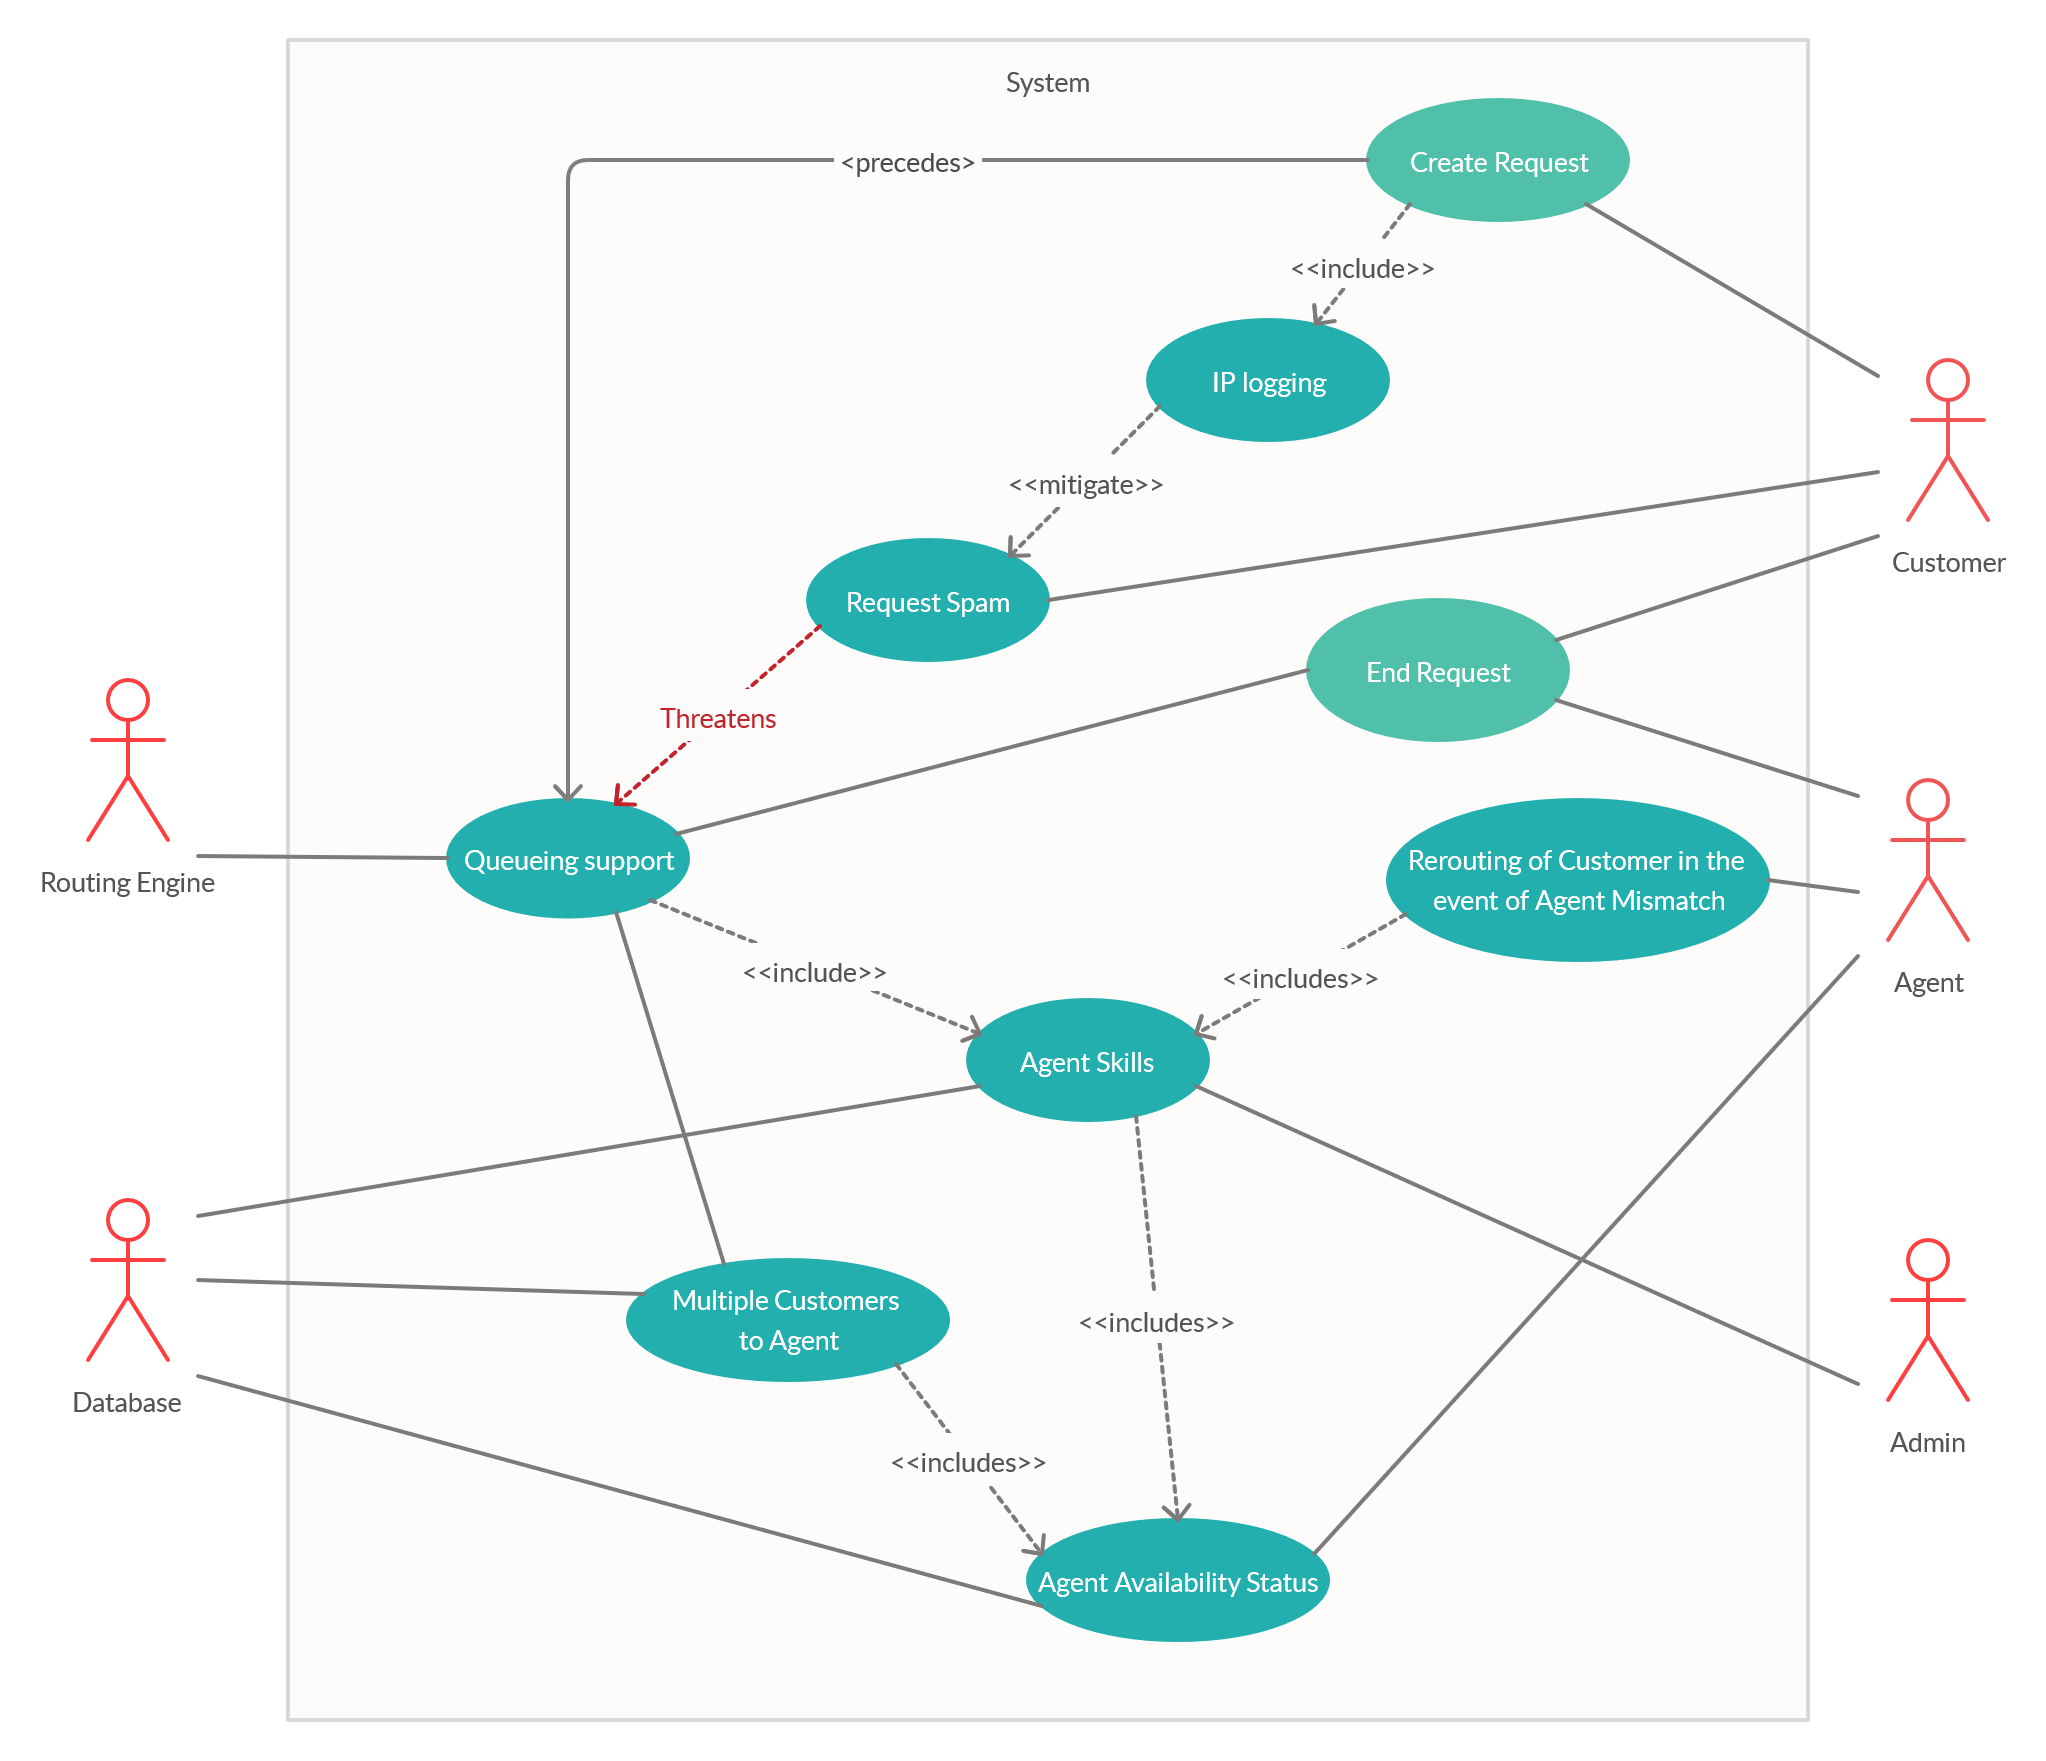 System
<precedes>
Create Request
<<include>>
IP logging
<<mitigate>>
Customer
Request Spam
End Request
Threatens
Queueing support
Rerouting of Customer in the
event of Agent Mismatch
Routing Engine
<<include>>
<<includes>>
Agent
Agent Skills
Multiple Customers
to Agent
<<includes>>
Database
Admin
<<includes>>
Agent Availability Status